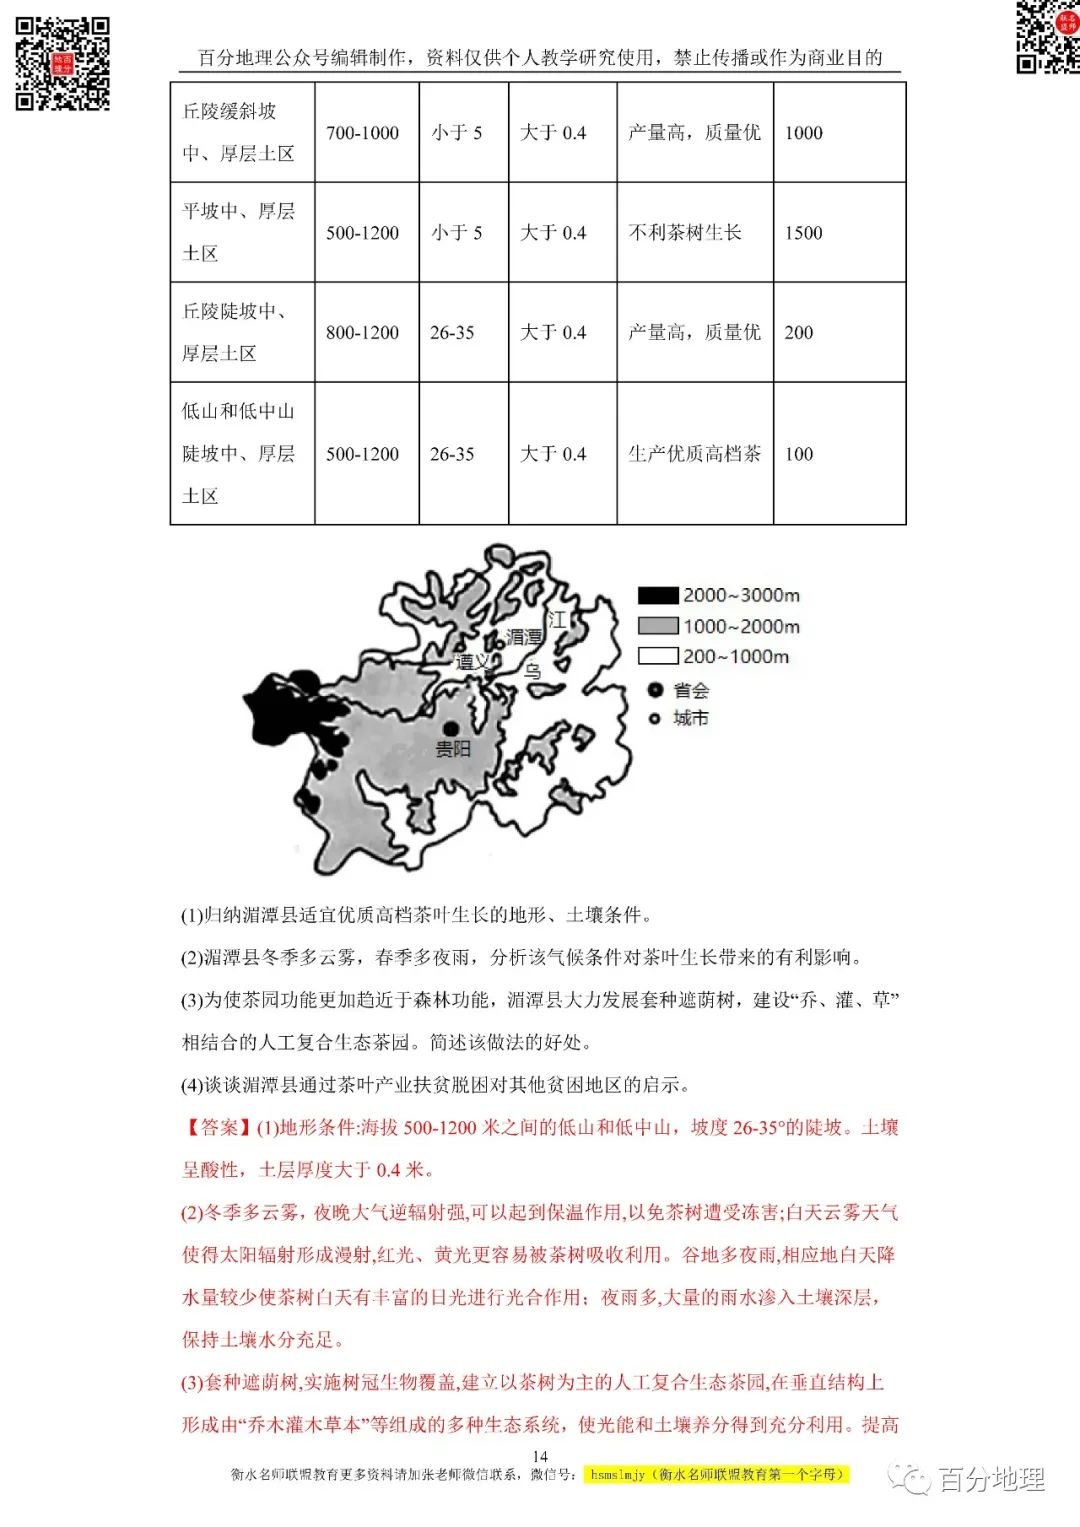 百分地理公众号编辑制作，资料仅供个人教学研究使用，禁止传播或作为商业目的
丘陵缓斜坡
中、厚层土区
700-1000
小于 5
大于 0.4
产量高，质量优
1000
平坡中、厚层
土区
500-1200
小于 5
大于 0.4
不利茶树生长
1500
丘陵陡坡中、
厚层土区
800-1200
26-35
大于 0.4
产量高，质量优
200
低山和低中山
陡坡中、厚层
土区
500-1200
26-35
大于 0.4
生产优质高档茶
100
江
湄潭
遵义
乌
贵阳
2000~3000m
1000~2000m
200~1000m
省会
城市
(1)归纳湄潭县适宜优质高档茶叶生长的地形、土壤条件。
(2)湄潭县冬季多云雾，春季多夜雨，分析该气候条件对茶叶生长带来的有利影响。
(3)为使茶园功能更加趋近于森林功能，湄潭县大力发展套种遮荫树，建设“乔、灌、草”
相结合的人工复合生态茶园。简述该做法的好处。
(4)谈谈湄潭县通过茶叶产业扶贫脱困对其他贫困地区的启示。
【答案】(1)地形条件:海拔 500-1200 米之间的低山和低中山，坡度 26-35°的陡坡。土壤
呈酸性，土层厚度大于 0.4 米。
(2)冬季多云雾，夜晚大气逆辐射强,可以起到保温作用,以免茶树遭受冻害;白天云雾天气
使得太阳辐射形成漫射,红光、黄光更容易被茶树吸收利用。谷地多夜雨,相应地白天降
水量较少使茶树白天有丰富的日光进行光合作用；夜雨多,大量的雨水渗入土壤深层，
保持土壤水分充足。
(3)套种遮荫树,实施树冠生物覆盖,建立以茶树为主的人工复合生态茶园,在垂直结构上
形成由“乔木灌木草本”等组成的多种生态系统，使光能和土壤养分得到充分利用。提高
14
衡水名师联盟教育更多资料请加张老师微信联系，微信号： hsmslmjy（衡水名师联盟教育第一个字母）
百分地理